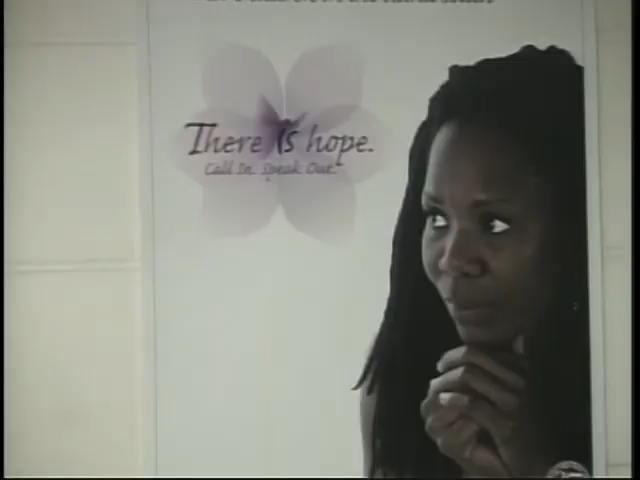 There is hope.
Call In. Speak Out.